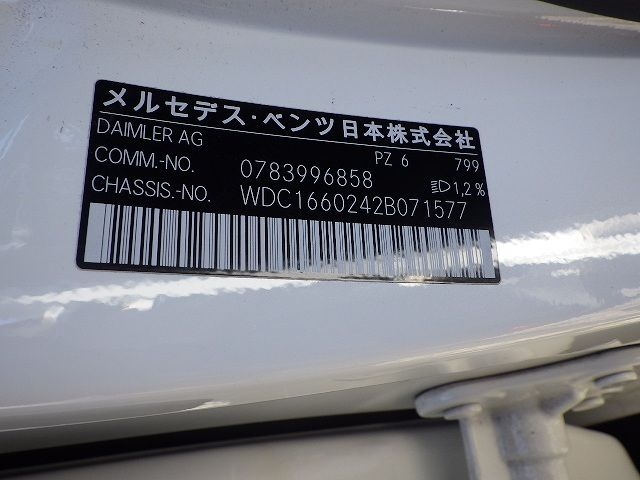 メルセデス・ベンツ日本株式会社
DAIMLER AG PZ 6 799
COMM.-NO. 0783996858 1,2%
CHASSIS.-NO. WDC1660242B071577